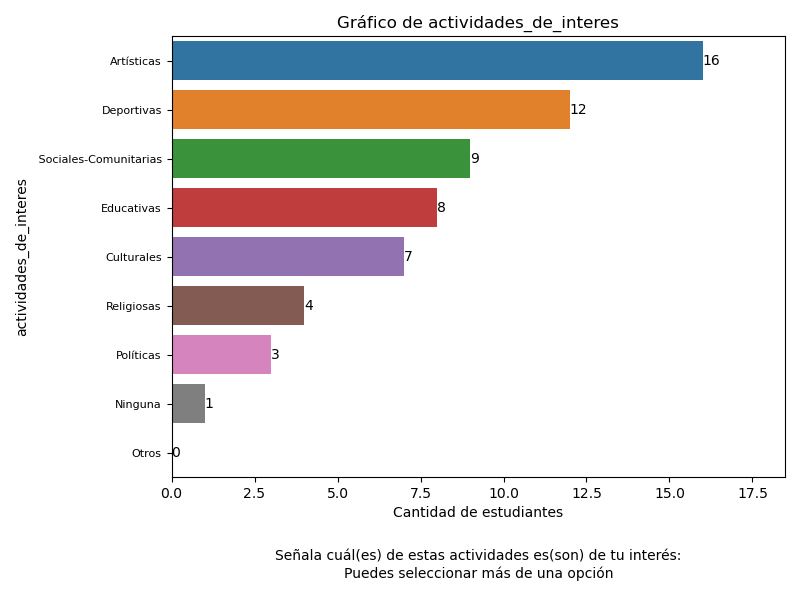 Gráfico de actividades_de_interes
Artísticas
16
Deportivas
12
Sociales-Comunitarias
9
Educativas
8
Culturales
7
Religiosas
4
Políticas
3
Ninguna
1
Otros
0
actividades_de_interes
0.0 2.5 5.0 7.5 10.0 12.5 15.0 17.5
Cantidad de estudiantes
Señala cuál(es) de estas actividades es(son) de tu interés:
Puedes seleccionar más de una opción